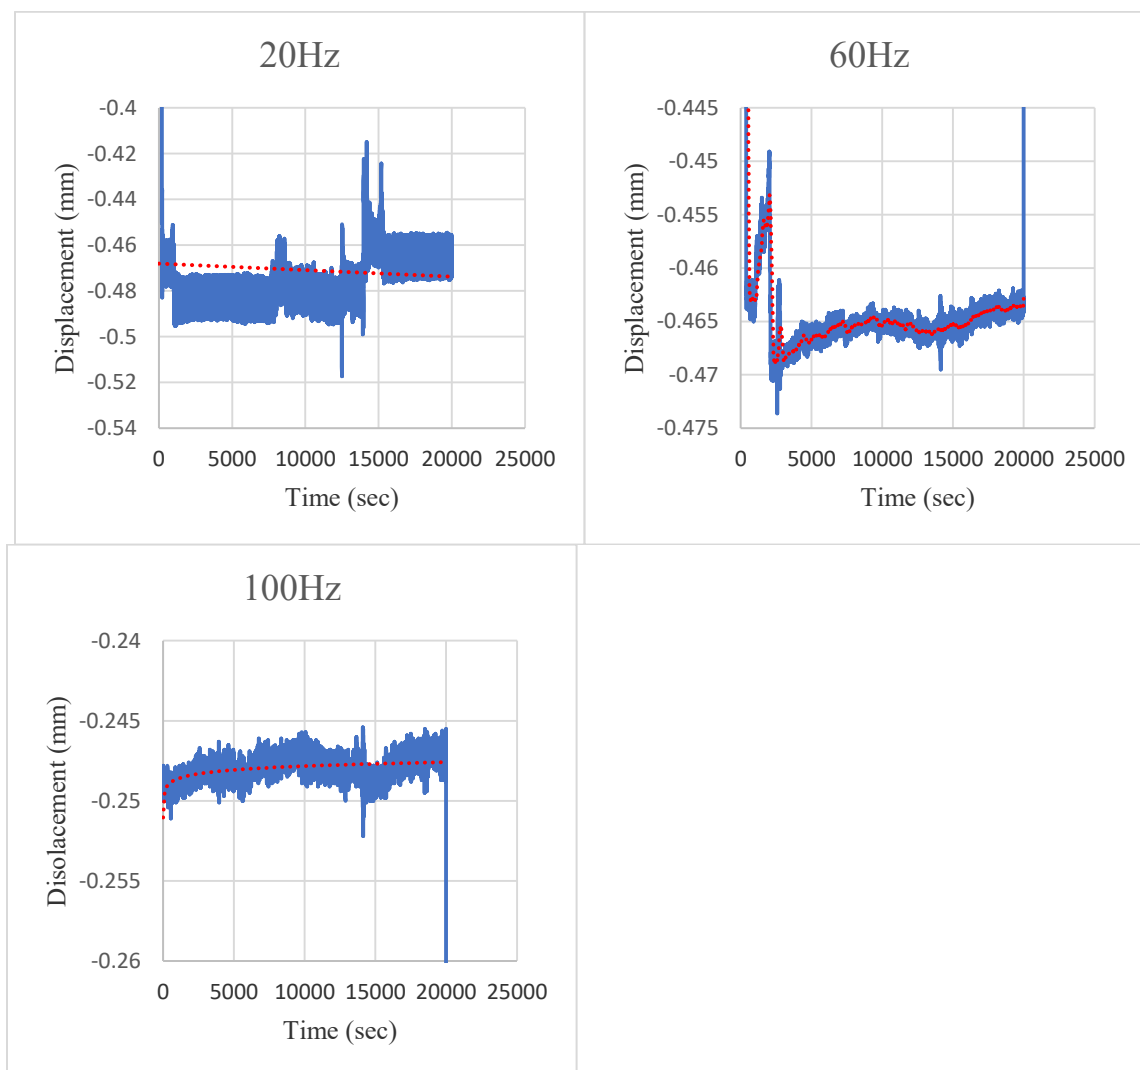 20Hz
-0.4
-0.42
-0.44
-0.46
-0.48
-0.5
-0.52
-0.54
0 5000 10000 15000 20000 25000
Displacement (mm)
Time (sec)
60Hz
-0.445
-0.45
-0.455
-0.46
-0.465
-0.47
-0.475
0 5000 10000 15000 20000 25000
Displacement (mm)
Time (sec)
100Hz
-0.24
-0.245
-0.25
-0.255
-0.26
0 5000 10000 15000 20000 25000
Disolacement (mm)
Time (sec)